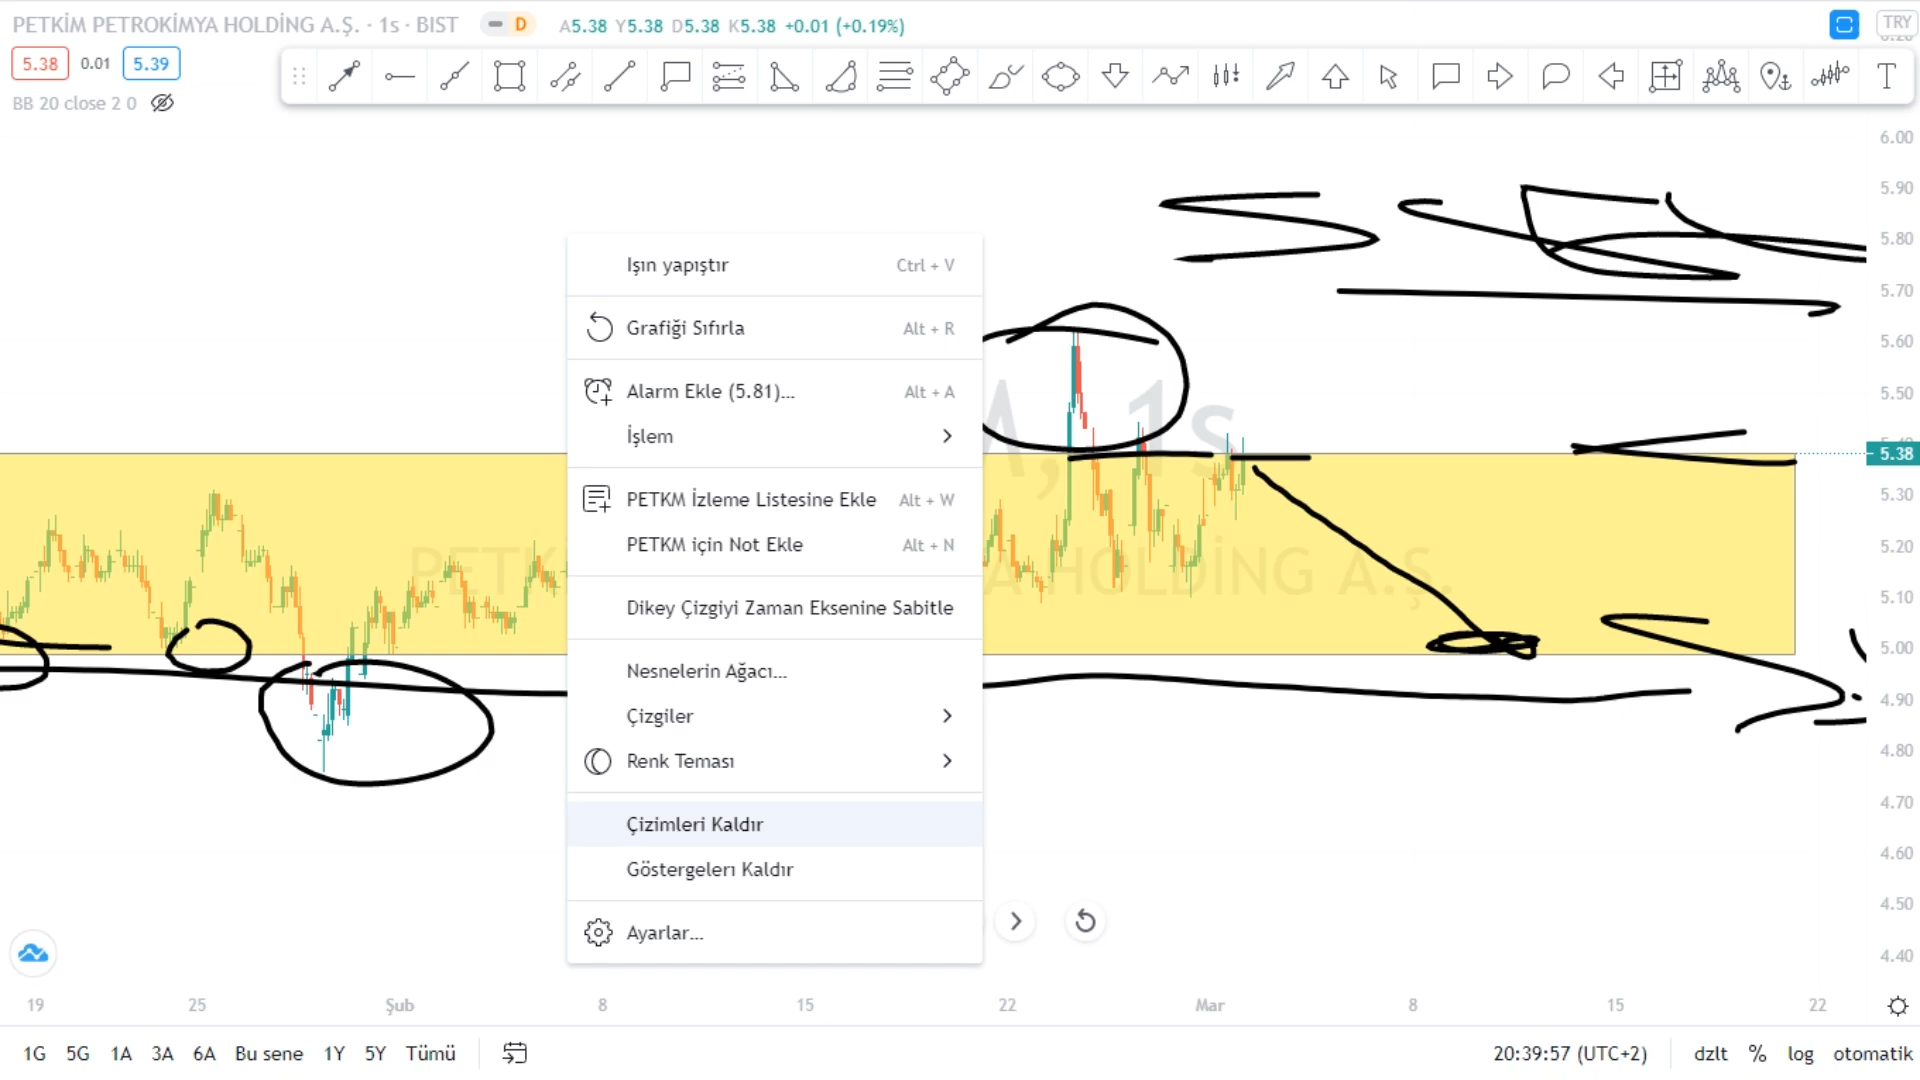 PETKİM PETROKİMYA HOLDİNG A.Ş. · 1s · BIST
D
A5.38 Y5.38 D5.38 K5.38 +0.01 (+0.19%)
TRY
5.38 0.01 5.39
BB 20 close 2 0
6.00
5.90
5.80
5.70
5.60
5.50
5.38
5.30
5.20
5.10
5.00
4.90
4.80
4.70
4.60
4.50
4.40
Işın yapıştır Ctrl + V
Grafiği Sıfırla Alt + R
Alarm Ekle (5.81)... Alt + A
İşlem
PETKM İzleme Listesine Ekle Alt + W
PETKM için Not Ekle Alt + N
Dikey Çizgiyi Zaman Eksenine Sabitle
Nesnelerin Ağacı...
Çizgiler
Renk Teması
Çizimleri Kaldır
Göstergelerı Kaldır
Ayarlar...
M, 1s
PETK
A HOLDİNG A.Ş.
19 25 Şub 8 15 22 Mar 8 15 22
1G 5G 1A 3A 6A Bu sene 1Y 5Y Tümü
20:39:57 (UTC+2) dzlt % log otomatik